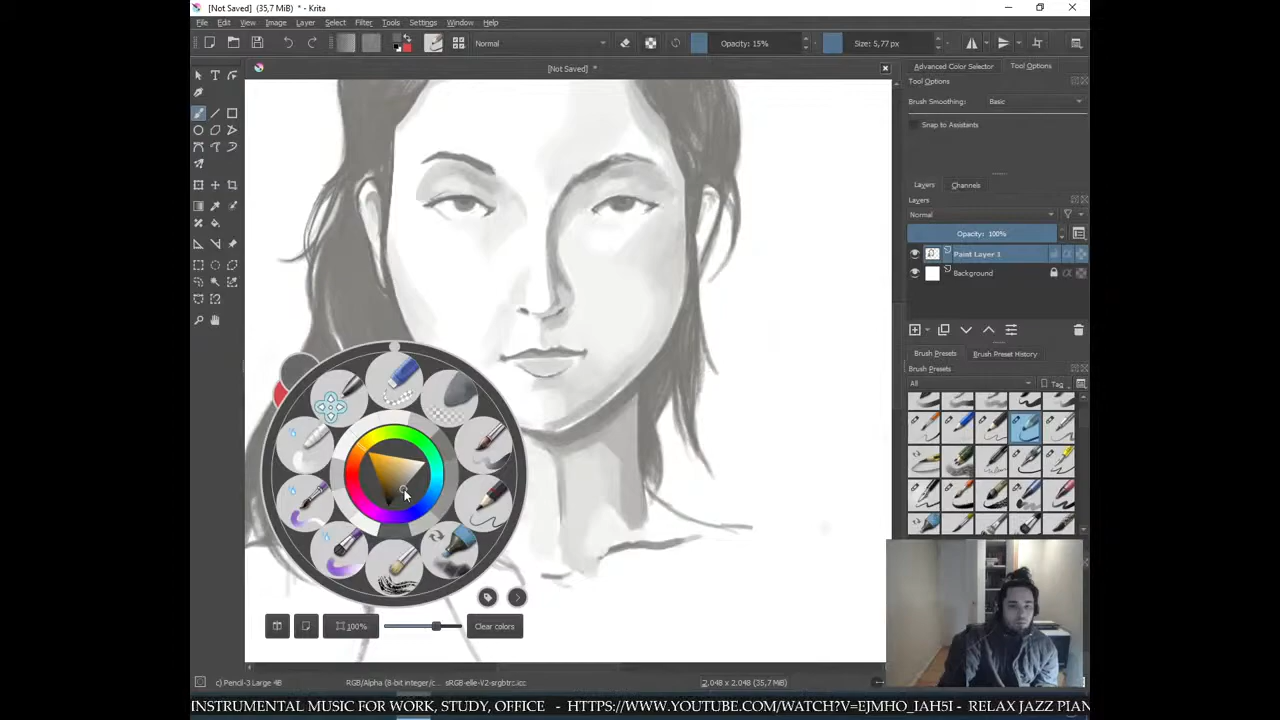 [Not Saved] (35,7 MiB) * - Krita
File Edit View Image Layer Select Filter Tools Settings Window Help
Normal Opacity: 15% Size: 5,77 px
[Not Saved] *
Advanced Color Selector Tool Options
Tool Options
Brush Smoothing: Basic
Snap to Assistants
Layers Channels
Layers
Normal
Opacity: 100%
Paint Layer 1
Background
Brush Presets Brush Preset History
Brush Presets
All Tag
100% Clear colors
c) Pencil-3 Large 4B RGB/Alpha (8-bit integer/c... sRGB-elle-V2-srgbtrc.icc 2.048 x 2.048 (35,7 MiB)
INSTRUMENTAL MUSIC FOR WORK, STUDY, OFFICE - HTTPS://WWW.YOUTUBE.COM/WATCH?V=EJMHO_IAH5I - RELAX JAZZ PIAN